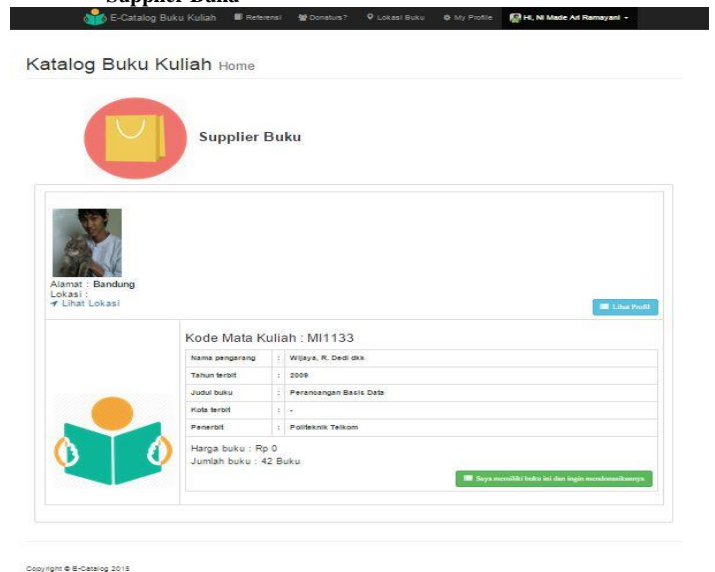 Supplier Buku
E-Catalog Buku Kuliah Referensi Donaturs? Lokasi Buku My Profile Hi, Ni Made Ari Ramayani
Katalog Buku Kuliah Home
Supplier Buku
Alamat : Bandung
Lokasi :
Lihat Lokasi
Lihat Profil
Kode Mata Kuliah : MI1133
Nama pengarang : Wijaya, R. Dedi dkk
Tahun terbit : 2009
Judul buku : Perancangan Basis Data
Kota terbit : -
Penerbit : Politeknik Telkom
Harga buku : Rp 0
Jumlah buku : 42 Buku
Saya memiliki buku ini dan ingin mendonasikannya
Copyright © E-Catalog 2015